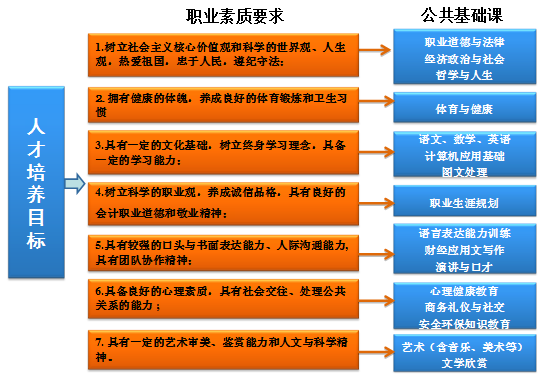 职业素质要求
公共基础课
人才培养目标
1.树立社会主义核心价值观和科学的世界观、人生
观，热爱祖国，忠于人民，遵纪守法；
职业道德与法律
经济政治与社会
哲学与人生
2. 拥有健康的体魄，养成良好的体育锻炼和卫生习
惯
体育与健康
3.具有一定的文化基础，树立终身学习理念，具备
一定的学习能力；
语文、数学、英语
计算机应用基础
图文处理
4.树立科学的职业观，养成诚信品格，具有良好的
会计职业道德和敬业精神；
职业生涯规划
5.具有较强的口头与书面表达能力、人际沟通能力,
具有团队协作精神；
语言表达能力训练
财经应用文写作
演讲与口才
6.具备良好的心理素质，具有社会交往、处理公共
关系的能力；
心理健康教育
商务礼仪与社交
安全环保知识教育
7. 具有一定的艺术审美、鉴赏能力和人文与科学精
神。
艺术（含音乐、美术等）
文学欣赏